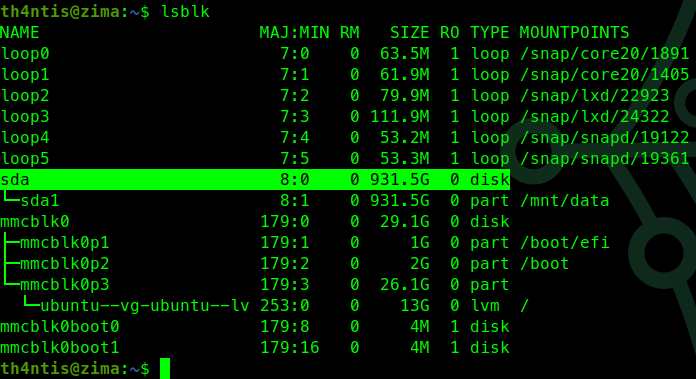 th4ntis@zima:~$ lsblk
NAME                      MAJ:MIN RM   SIZE RO TYPE MOUNTPOINTS
loop0                       7:0    0  63.5M  1 loop /snap/core20/1891
loop1                       7:1    0  61.9M  1 loop /snap/core20/1405
loop2                       7:2    0  79.9M  1 loop /snap/lxd/22923
loop3                       7:3    0 111.9M  1 loop /snap/lxd/24322
loop4                       7:4    0  53.2M  1 loop /snap/snapd/19122
loop5                       7:5    0  53.3M  1 loop /snap/snapd/19361
sda                         8:0    0 931.5G  0 disk
└─sda1                      8:1    0 931.5G  0 part /mnt/data
mmcblk0                   179:0    0  29.1G  0 disk
├─mmcblk0p1               179:1    0     1G  0 part /boot/efi
├─mmcblk0p2               179:2    0     2G  0 part /boot
└─mmcblk0p3               179:3    0  26.1G  0 part
  └─ubuntu--vg-ubuntu--lv 253:0    0    13G  0 lvm  /
mmcblk0boot0              179:8    0     4M  1 disk
mmcblk0boot1              179:16   0     4M  1 disk
th4ntis@zima:~$